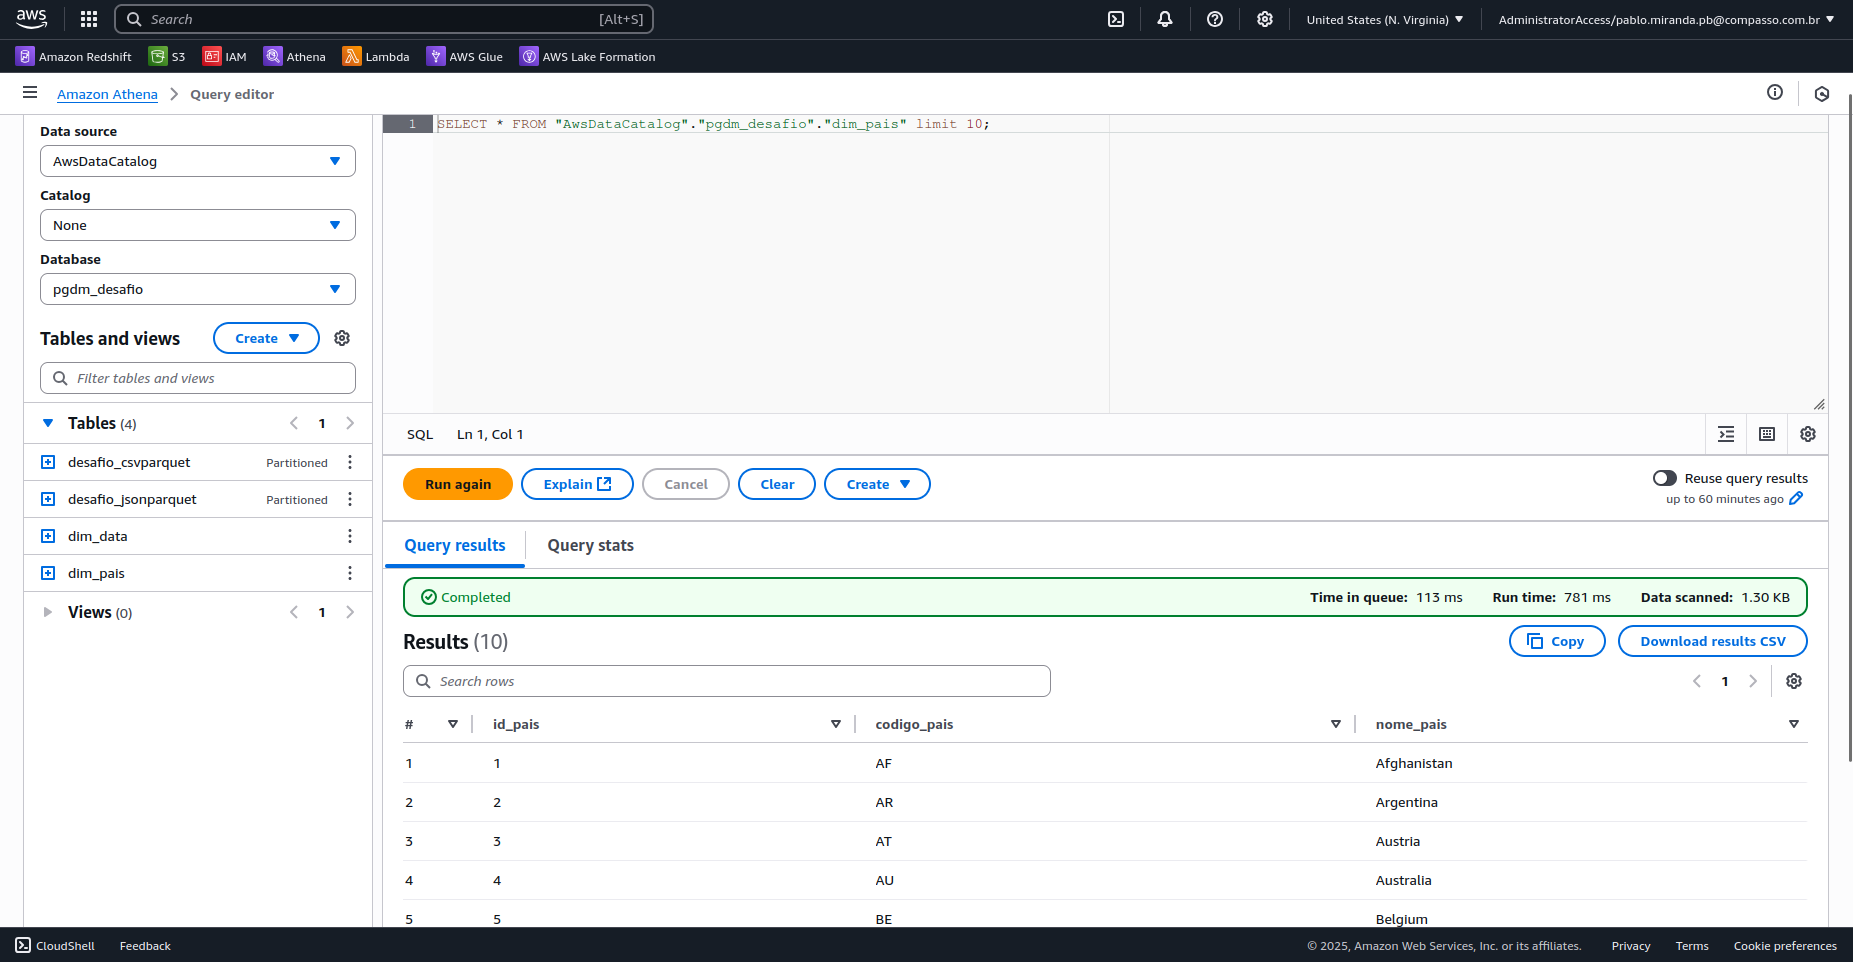 aws
Search [Alt+S]
United States (N. Virginia)
AdministratorAccess/pablo.miranda.pb@compasso.com.br
Amazon Redshift S3 IAM Athena Lambda AWS Glue AWS Lake Formation
Amazon Athena Query editor
Data source
AwsDataCatalog
Catalog
None
Database
pgdm_desafio
Tables and views Create
Filter tables and views
Tables (4) 1
desafio_csvparquet Partitioned
desafio_jsonparquet Partitioned
dim_data
dim_pais
Views (0) 1
1 SELECT * FROM "AwsDataCatalog"."pgdm_desafio"."dim_pais" limit 10;
SQL Ln 1, Col 1
Run again Explain Cancel Clear Create
Reuse query results
up to 60 minutes ago
Query results Query stats
Completed Time in queue: 113 ms Run time: 781 ms Data scanned: 1.30 KB
Results (10) Copy Download results CSV
Search rows 1
# id_pais codigo_pais nome_pais
1 1 AF Afghanistan
2 2 AR Argentina
3 3 AT Austria
4 4 AU Australia
5 5 BE Belgium
CloudShell Feedback © 2025, Amazon Web Services, Inc. or its affiliates. Privacy Terms Cookie preferences